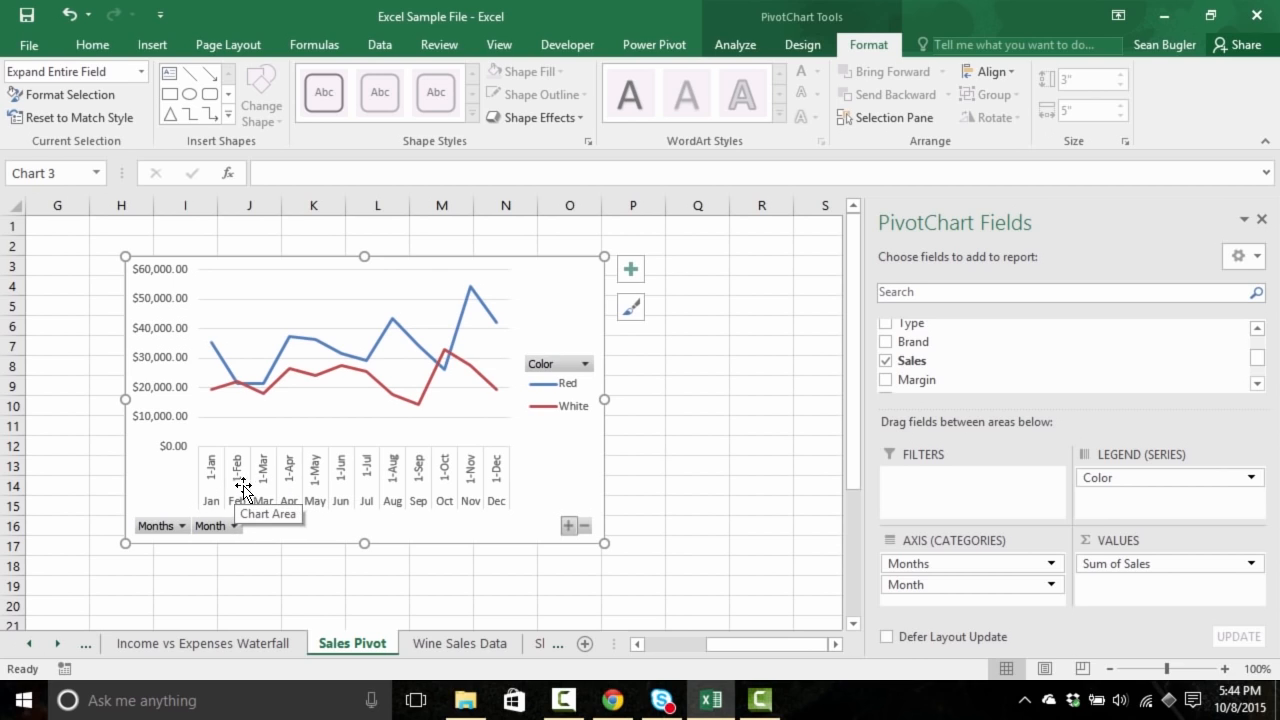 Excel Sample File - Excel
PivotChart Tools
File Home Insert Page Layout Formulas Data Review View Developer Power Pivot Analyze Design Format Tell me what you want to do... Sean Bugler Share
Expand Entire Field
Format Selection
Reset to Match Style
Current Selection
Change
Shape
Insert Shapes
Abc Abc Abc
Shape Fill
Shape Outline
Shape Effects
Shape Styles
A A A
WordArt Styles
Bring Forward
Send Backward
Selection Pane
Align
Group
Rotate
Arrange
3"
5"
Size
Chart 3
fx
G H I J K L M N O P Q R S
1
2
3
4
5
6
7
8
9
10
11
12
13
14
15
16
17
18
19
20
21
$60,000.00
$50,000.00
$40,000.00
$30,000.00
$20,000.00
$10,000.00
$0.00
1-Jan 1-Feb 1-Mar 1-Apr 1-May 1-Jun 1-Jul 1-Aug 1-Sep 1-Oct 1-Nov 1-Dec
Jan Feb Mar Apr May Jun Jul Aug Sep Oct Nov Dec
Chart Area
Months Month
Color
Red
White
PivotChart Fields
Choose fields to add to report:
Search
Type
Brand
Sales
Margin
Drag fields between areas below:
FILTERS
LEGEND (SERIES)
Color
AXIS (CATEGORIES)
Months
Month
VALUES
Sum of Sales
Defer Layout Update
UPDATE
... Income vs Expenses Waterfall Sales Pivot Wine Sales Data Sl ...
Ready
100%
Ask me anything
5:44 PM
10/8/2015